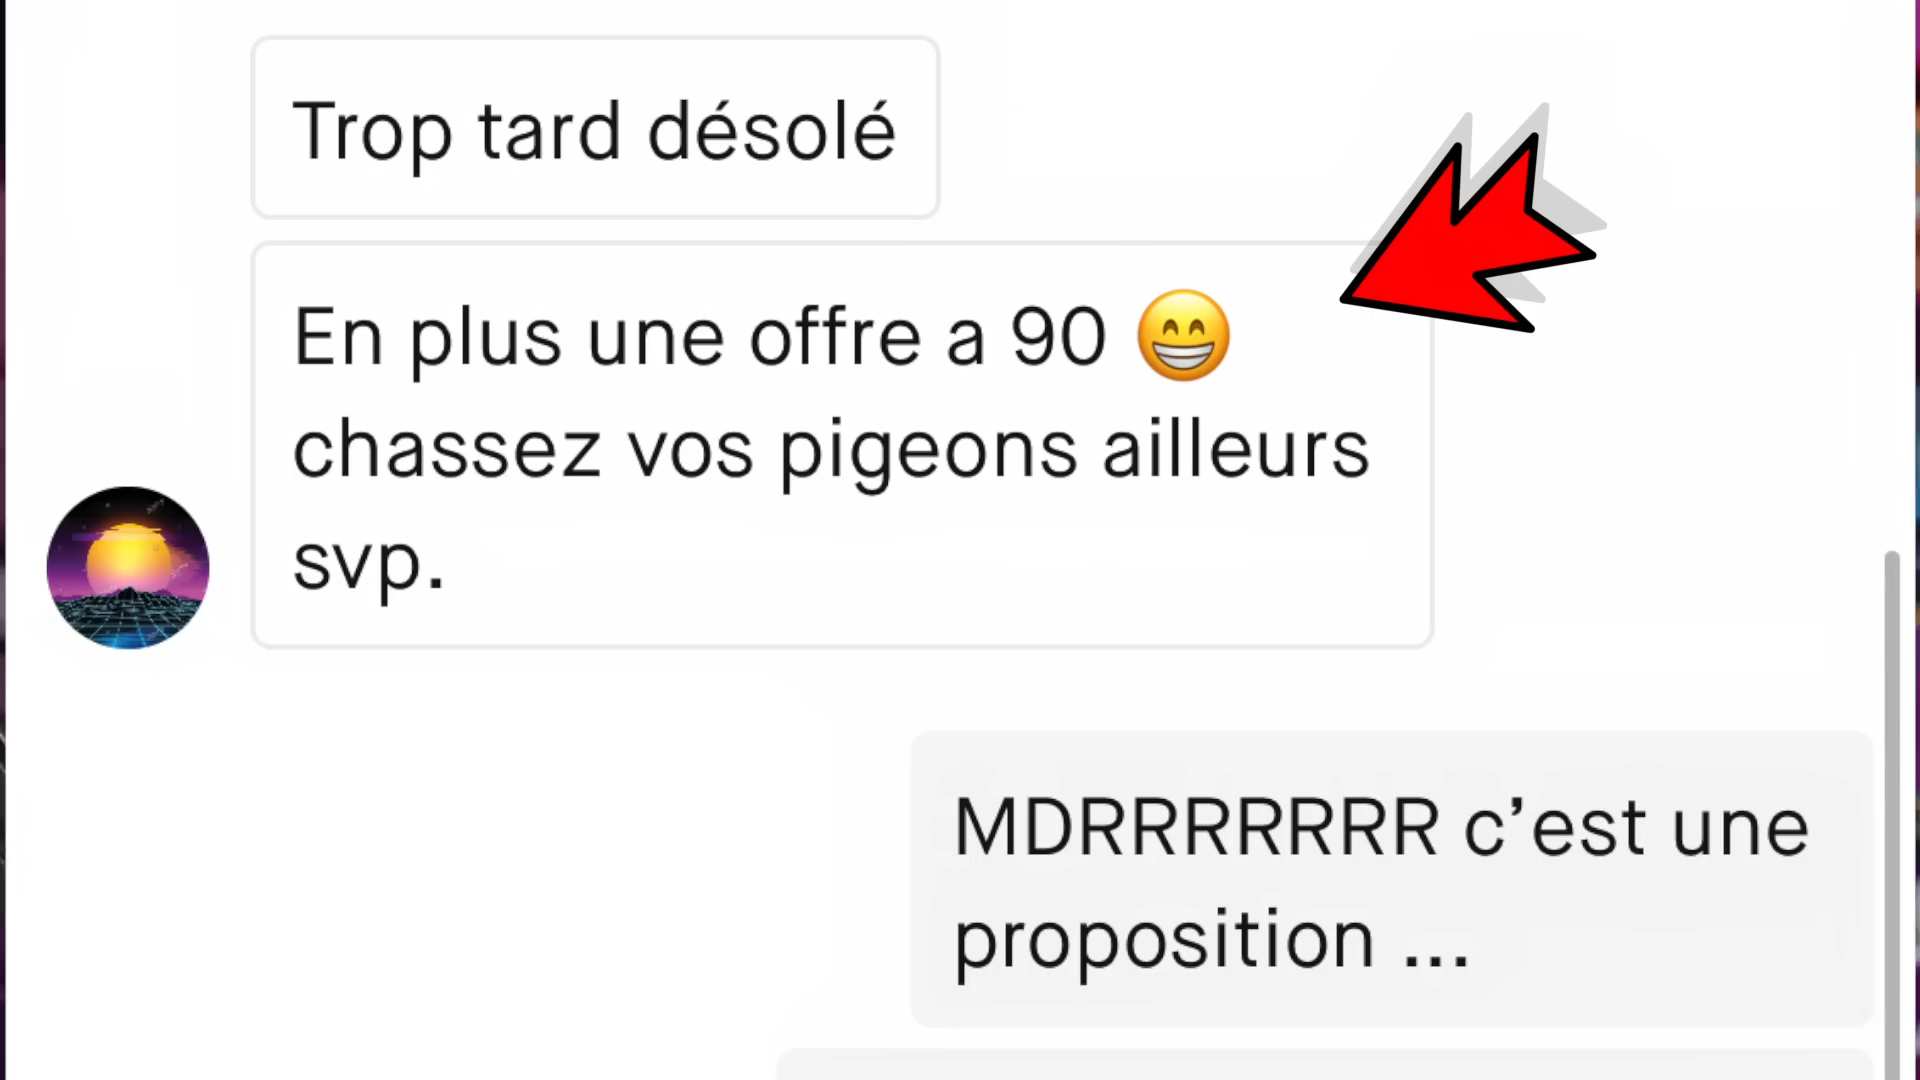 Trop tard désolé
En plus une offre a 90 😁
chassez vos pigeons ailleurs
svp.
MDRRRRRRR c’est une
proposition ...